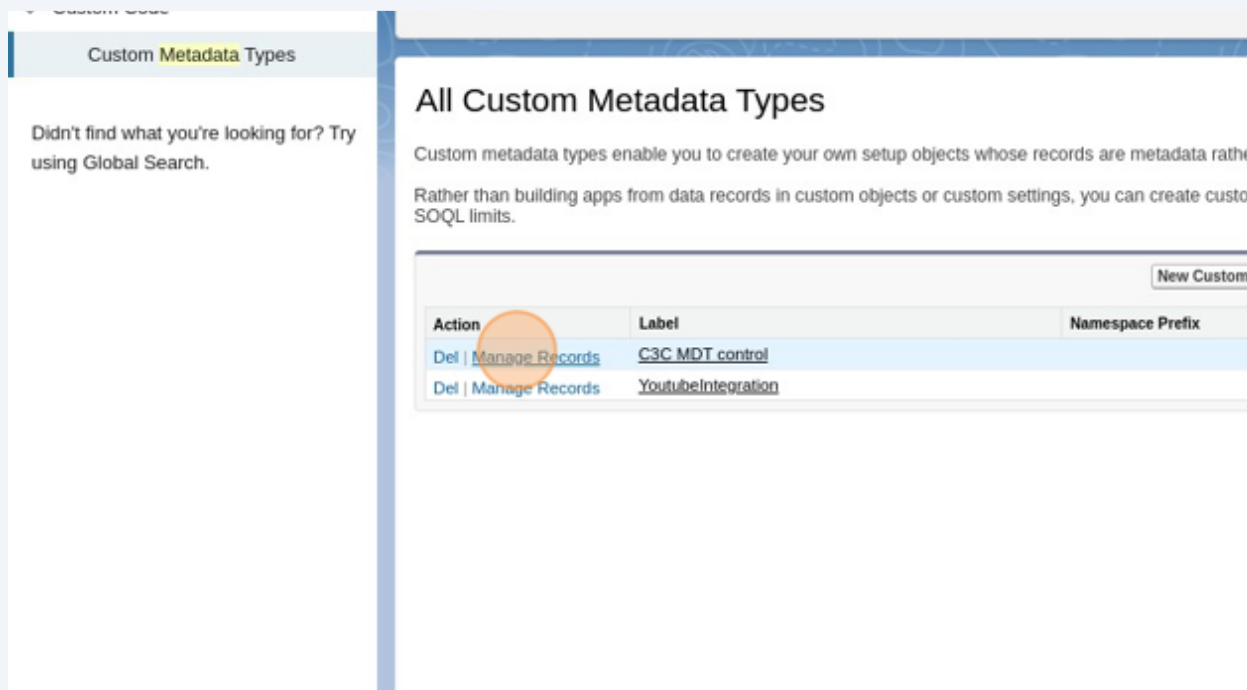 Custom Code
Custom Metadata Types
Didn't find what you're looking for? Try
using Global Search.
All Custom Metadata Types
Custom metadata types enable you to create your own setup objects whose records are metadata rathe
Rather than building apps from data records in custom objects or custom settings, you can create custo
SOQL limits.
New Custom
Action Label Namespace Prefix
Del | Manage Records C3C MDT control
Del | Manage Records YoutubeIntegration